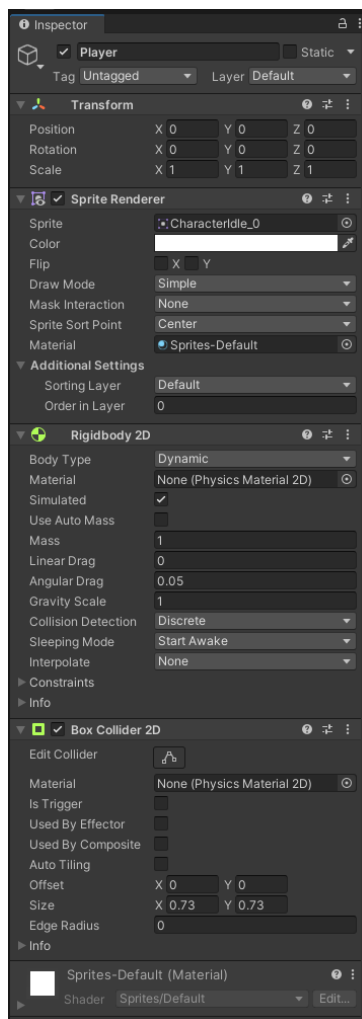 Inspector
Player Static
Tag Untagged Layer Default
Transform
Position X 0 Y 0 Z 0
Rotation X 0 Y 0 Z 0
Scale X 1 Y 1 Z 1
Sprite Renderer
Sprite CharacterIdle_0
Color
Flip X Y
Draw Mode Simple
Mask Interaction None
Sprite Sort Point Center
Material Sprites-Default
Additional Settings
Sorting Layer Default
Order in Layer 0
Rigidbody 2D
Body Type Dynamic
Material None (Physics Material 2D)
Simulated
Use Auto Mass
Mass 1
Linear Drag 0
Angular Drag 0.05
Gravity Scale 1
Collision Detection Discrete
Sleeping Mode Start Awake
Interpolate None
Constraints
Info
Box Collider 2D
Edit Collider
Material None (Physics Material 2D)
Is Trigger
Used By Effector
Used By Composite
Auto Tiling
Offset X 0 Y 0
Size X 0.73 Y 0.73
Edge Radius 0
Info
Sprites-Default (Material)
Shader Sprites/Default Edit...